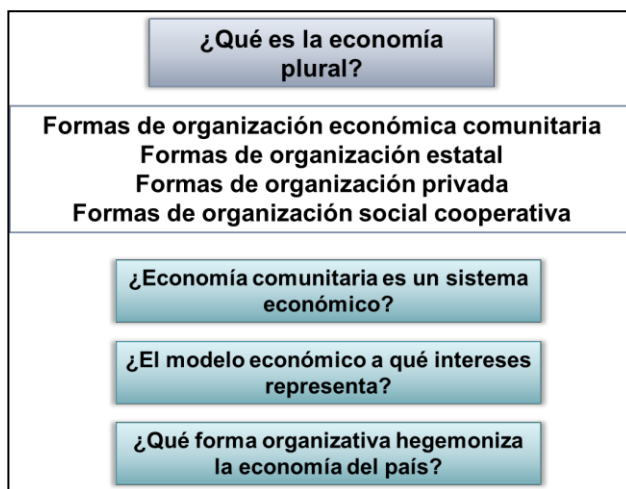 ¿Qué es la economía
plural?
Formas de organización económica comunitaria
Formas de organización estatal
Formas de organización privada
Formas de organización social cooperativa
¿Economía comunitaria es un sistema
económico?
¿El modelo económico a qué intereses
representa?
¿Qué forma organizativa hegemoniza
la economía del país?